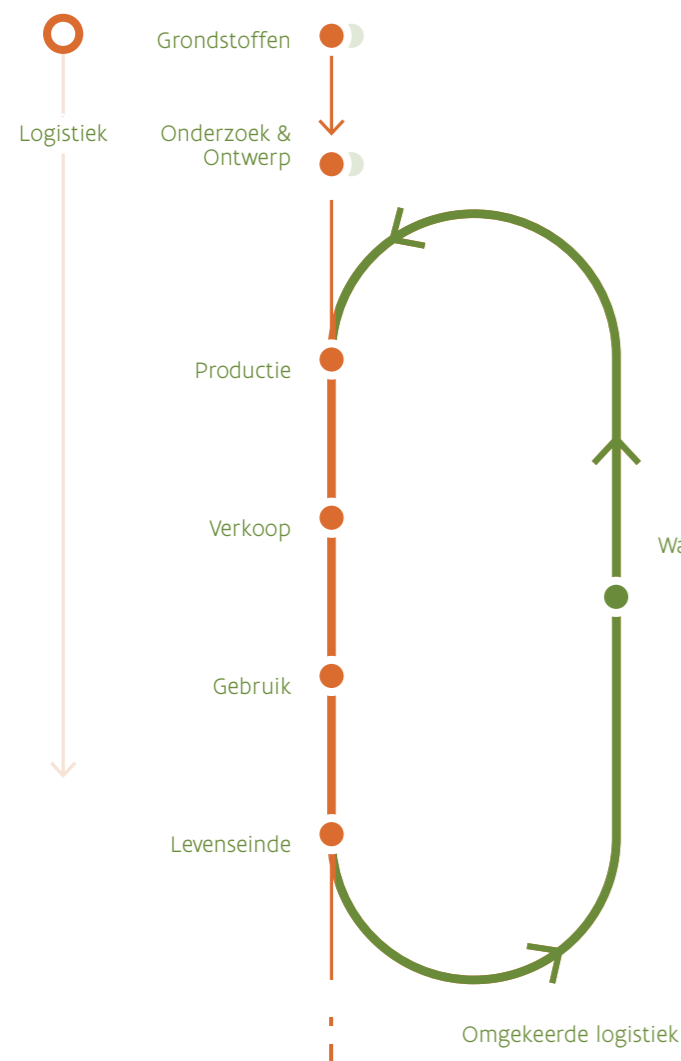 Grondstoffen
Logistiek
Onderzoek &
Ontwerp
Productie
Verkoop
Gebruik
Levenseinde
Omgekeerde logistiek